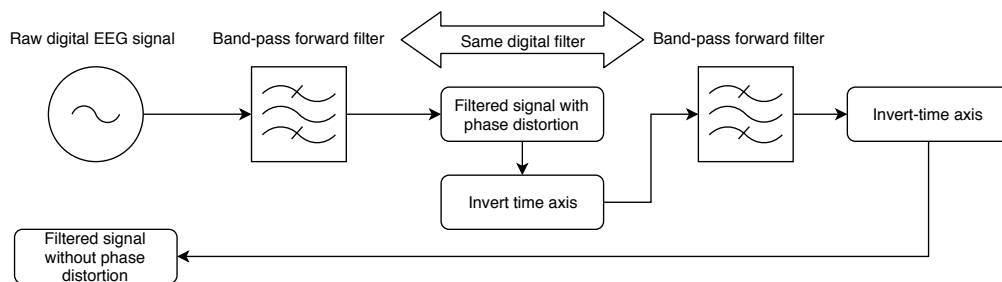 Raw digital EEG signal
Band-pass forward filter
Same digital filter
Band-pass forward filter
Filtered signal with
phase distortion
Invert time axis
Invert-time axis
Filtered signal
without phase
distortion